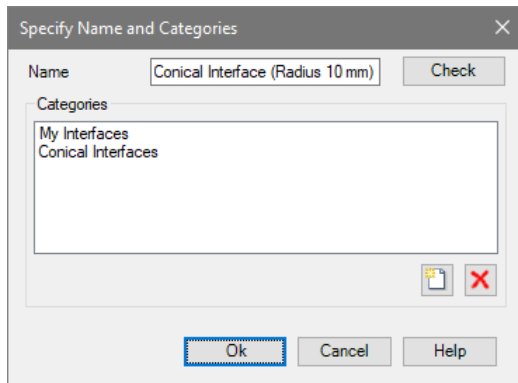 Specify Name and Categories
Name
Conical Interface (Radius 10 mm)
Check
Categories
My Interfaces
Conical Interfaces
Ok
Cancel
Help